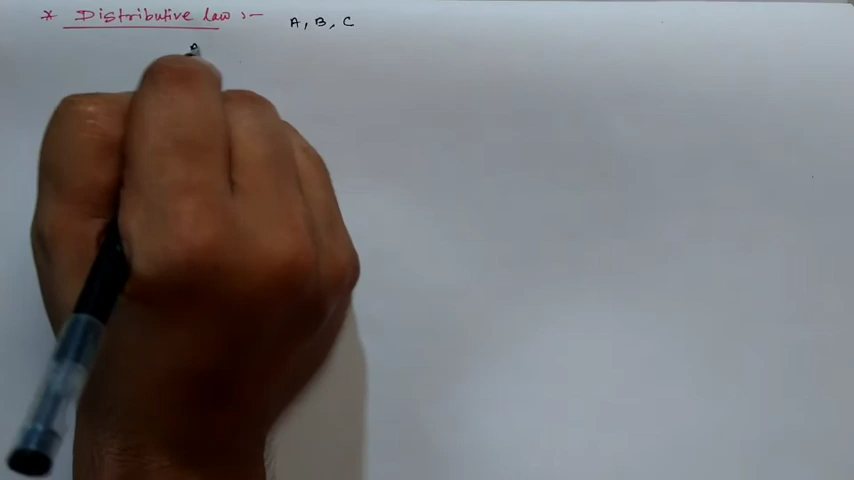 * Distributive law :- A, B, C